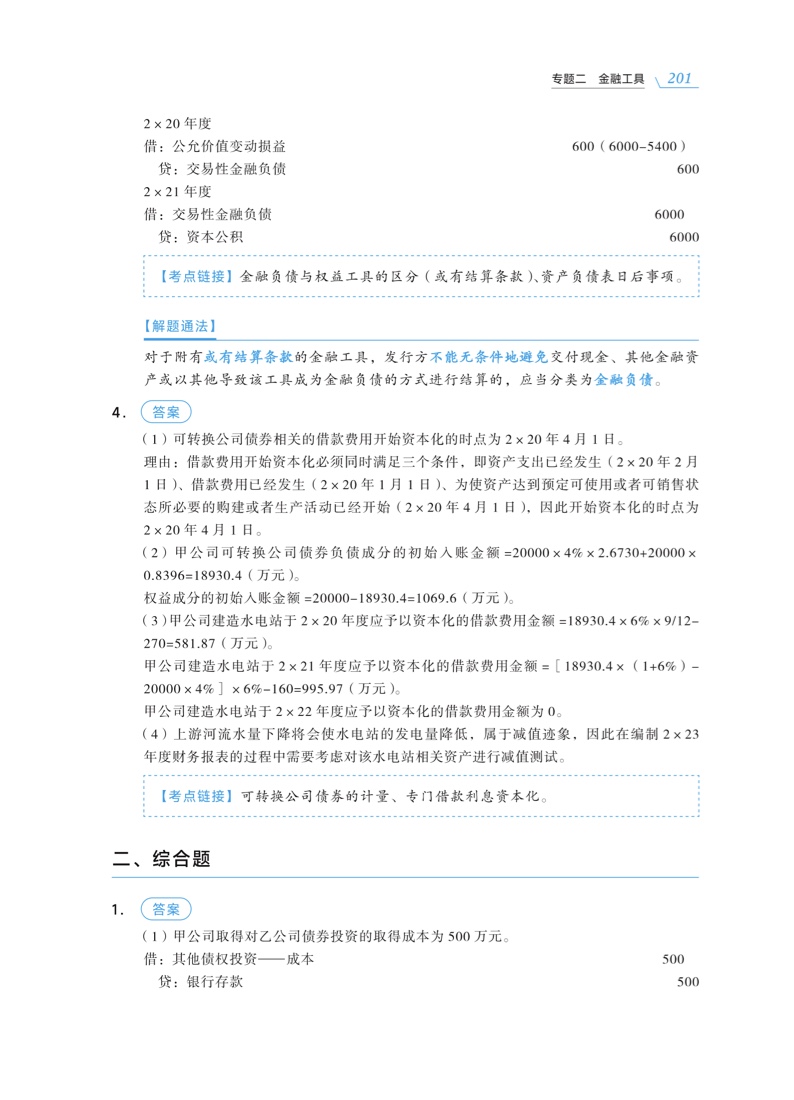 专题二　金融工具 201
2×20 年度
借：公允价值变动损益 600（6000-5400）
贷：交易性金融负债 600
2×21 年度
借：交易性金融负债 6000
贷：资本公积 6000
【考点链接】金融负债与权益工具的区分（或有结算条款）、资产负债表日后事项。
【解题通法】
对于附有或有结算条款的金融工具，发行方不能无条件地避免交付现金、其他金融资
产或以其他导致该工具成为金融负债的方式进行结算的，应当分类为金融负债。
4. 答案
（1）可转换公司债券相关的借款费用开始资本化的时点为 2×20 年 4 月 1 日。
理由：借款费用开始资本化必须同时满足三个条件，即资产支出已经发生（2×20 年 2 月
1 日）、借款费用已经发生（2×20 年 1 月 1 日）、为使资产达到预定可使用或者可销售状
态所必要的购建或者生产活动已经开始（2×20 年 4 月 1 日），因此开始资本化的时点为
2×20 年 4 月 1 日。
（2）甲公司可转换公司债券负债成分的初始入账金额 =20000×4%×2.6730+20000×
0.8396=18930.4（万元）。
权益成分的初始入账金额 =20000-18930.4=1069.6（万元）。
（3）甲公司建造水电站于 2×20 年度应予以资本化的借款费用金额 =18930.4×6%×9/12-
270=581.87（万元）。
甲公司建造水电站于 2×21 年度应予以资本化的借款费用金额 =［18930.4×（1+6%）-
20000×4%］×6%-160=995.97（万元）。
甲公司建造水电站于 2×22 年度应予以资本化的借款费用金额为 0。
（4）上游河流水量下降将会使水电站的发电量降低，属于减值迹象，因此在编制 2×23
年度财务报表的过程中需要考虑对该水电站相关资产进行减值测试。
【考点链接】可转换公司债券的计量、专门借款利息资本化。
二、综合题
1. 答案
（1）甲公司取得对乙公司债券投资的取得成本为 500 万元。
借：其他债权投资——成本 500
贷：银行存款 500